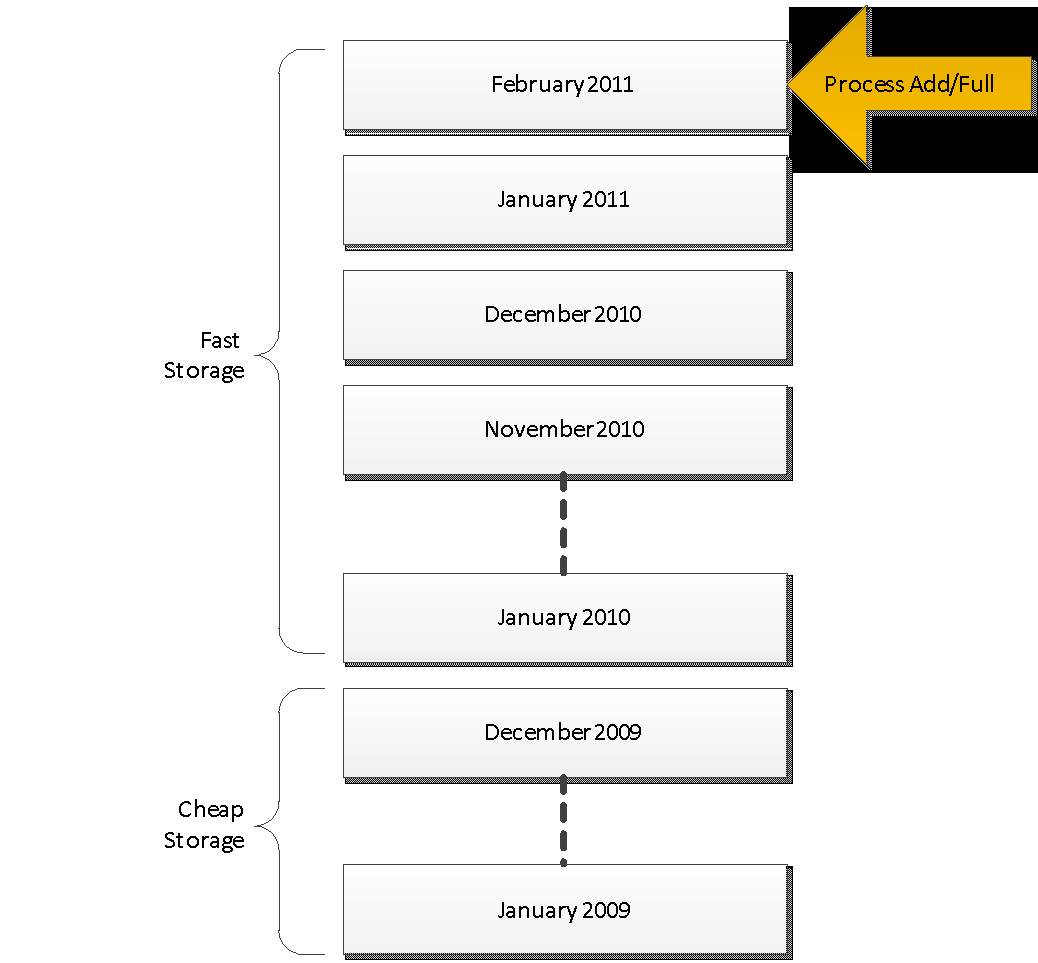 February 2011
Process Add/Full
January 2011
December 2010
November 2010
Fast
Storage
January 2010
December 2009
Cheap
Storage
January 2009